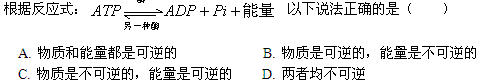 根据反应式：ATP ⇌ ADP + Pi + 能量 以下说法正确的是（ ）
另一种酶
A. 物质和能量都是可逆的 B. 物质是可逆的，能量是不可逆的
C. 物质是不可逆的，能量是可逆的 D. 两者均不可逆